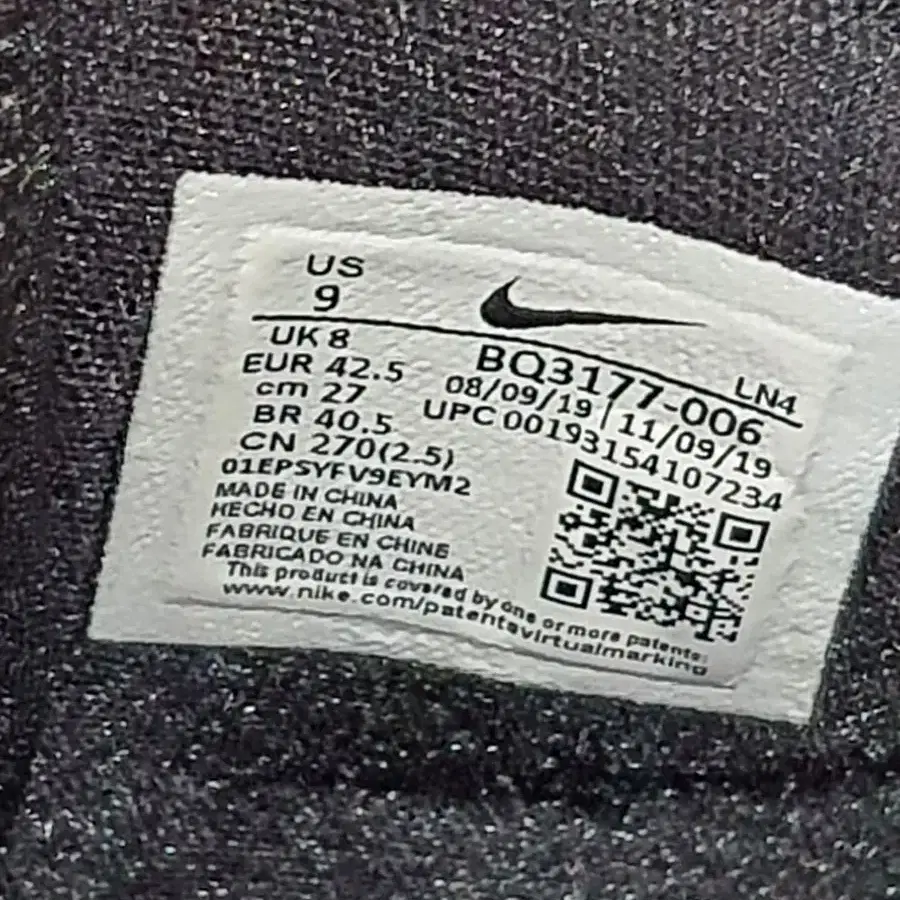 US
9
UK 8
EUR 42.5
cm 27
BR 40.5
CN 270(2.5)
01EPSYFV9EYM2
MADE IN CHINA
HECHO EN CHINA
FABRIQUE EN CHINE
FABRICADO NA CHINA
This product is covered by one or more patents:
www.nike.com/patentsvirtualmarking
LN4
BQ3177-006
08/09/19 / 11/09/19
UPC 00193154107234